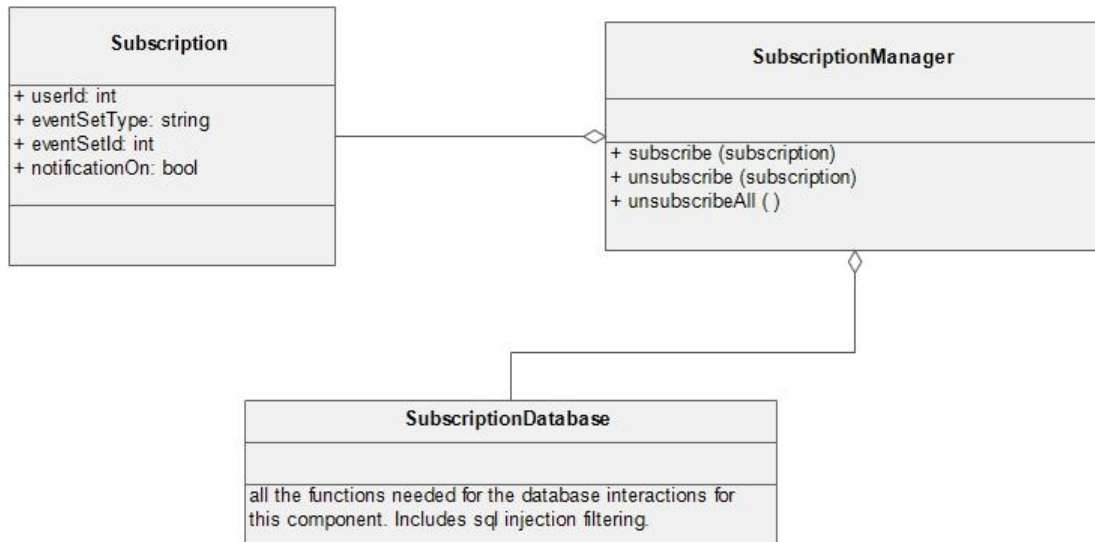 Subscription
+ userId: int
+ eventSetType: string
+ eventSetId: int
+ notificationOn: bool
SubscriptionManager
+ subscribe (subscription)
+ unsubscribe (subscription)
+ unsubscribeAll ( )
SubscriptionDatabase
all the functions needed for the database interactions for
this component. Includes sql injection filtering.